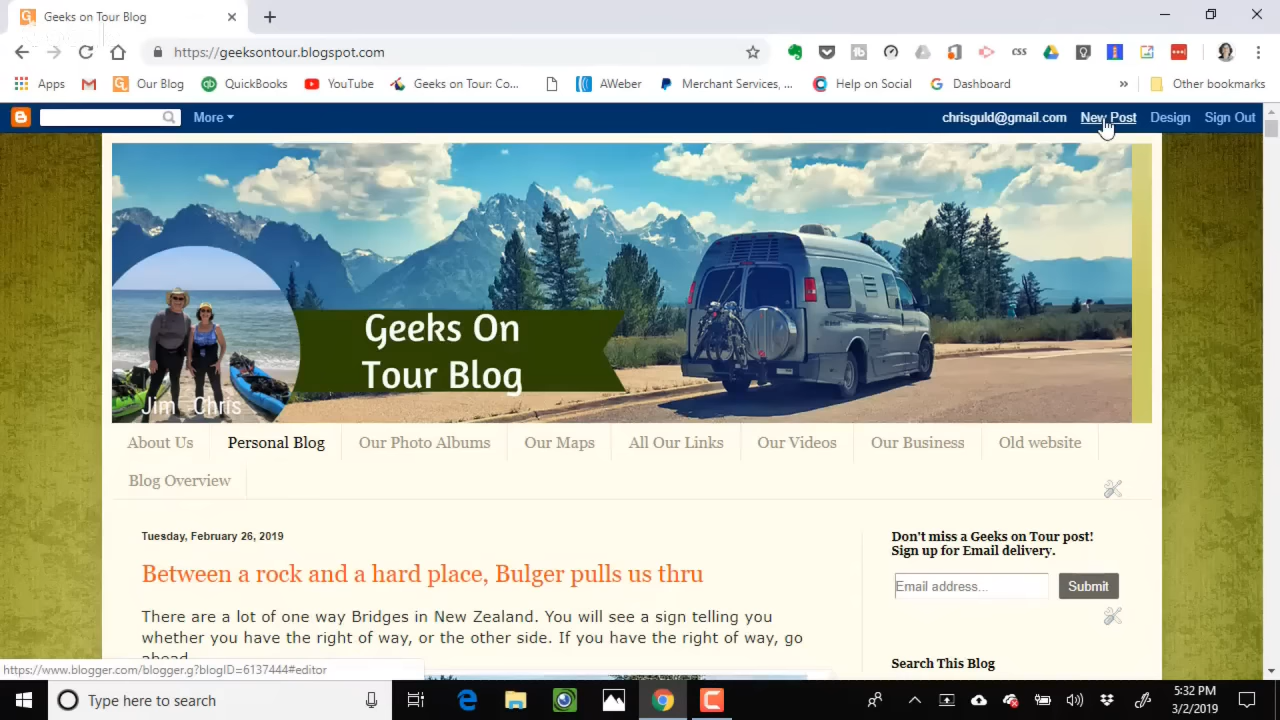 Geeks on Tour Blog
https://geeksontour.blogspot.com
css
Apps
Our Blog
QuickBooks
YouTube
Geeks on Tour: Co...
AWeber
Merchant Services, ...
Help on Social
Dashboard
»
Other bookmarks
More
chrisguld@gmail.com
New Post
Design
Sign Out
Geeks On
Tour Blog
Jim Chris
About Us
Personal Blog
Our Photo Albums
Our Maps
All Our Links
Our Videos
Our Business
Old website
Blog Overview
Tuesday, February 26, 2019
Between a rock and a hard place, Bulger pulls us thru
There are a lot of one way Bridges in New Zealand. You will see a sign telling you
whether you have the right of way, or the other side. If you have the right of way, go
ahead
Don't miss a Geeks on Tour post!
Sign up for Email delivery.
Email address...
Submit
Search This Blog
https://www.blogger.com/blogger.g?blogID=6137444#editor
Type here to search
5:32 PM
3/2/2019